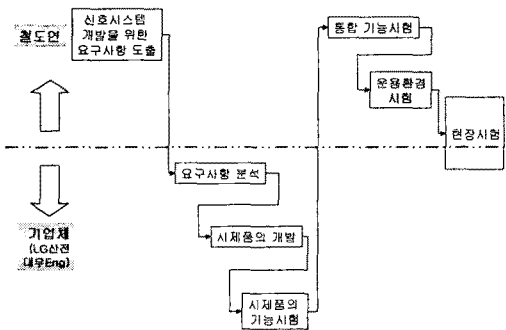 철도연
신호시스템
개발을 위한
요구사항 도출
통합 기능시험
운용환경
시험
현장시험
요구사항 분석
기업체
(LG산전
대우Eng)
시제품의 개발
시제품의
기능시험